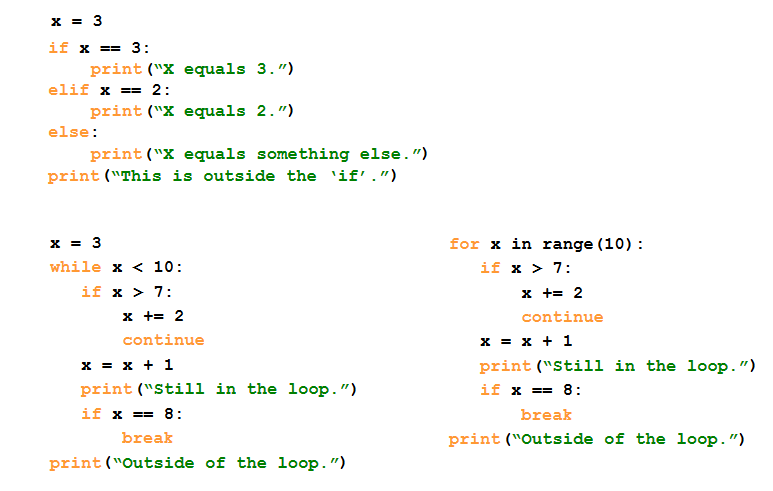 x = 3
if x == 3:
    print(“X equals 3.”)
elif x == 2:
    print(“X equals 2.”)
else:
    print(“X equals something else.”)
print(“This is outside the ‘if’.”)
x = 3
while x < 10:
   if x > 7:
       x += 2
       continue
   x = x + 1
   print(“Still in the loop.”)
   if x == 8:
       break
print(“Outside of the loop.”)
for x in range(10):
   if x > 7:
       x += 2
       continue
   x = x + 1
   print(“Still in the loop.”)
   if x == 8:
       break
print(“Outside of the loop.”)